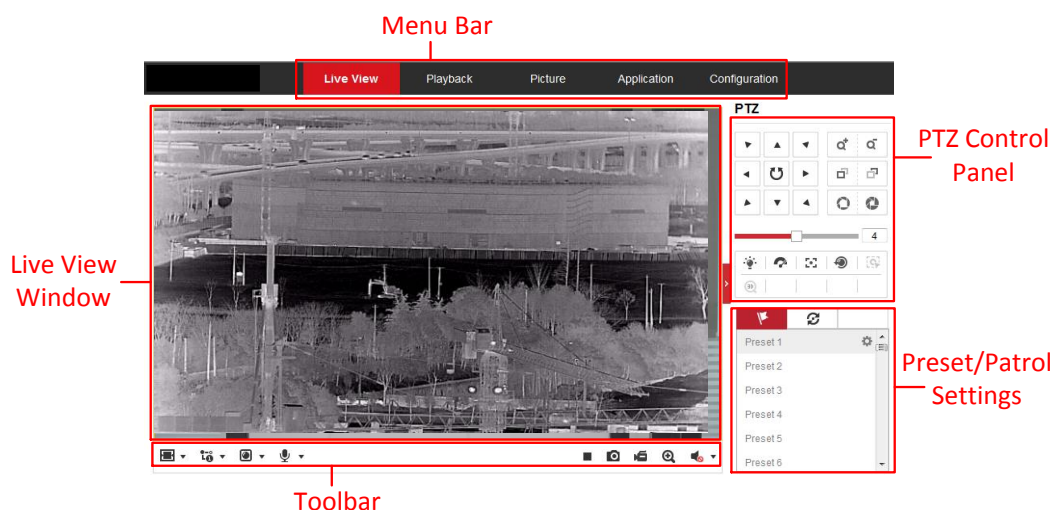 Menu Bar
Live View Playback Picture Application Configuration
PTZ
PTZ Control
Panel
4
Live View
Window
Preset 1
Preset 2
Preset 3
Preset 4
Preset 5
Preset 6
Preset/Patrol
Settings
Toolbar